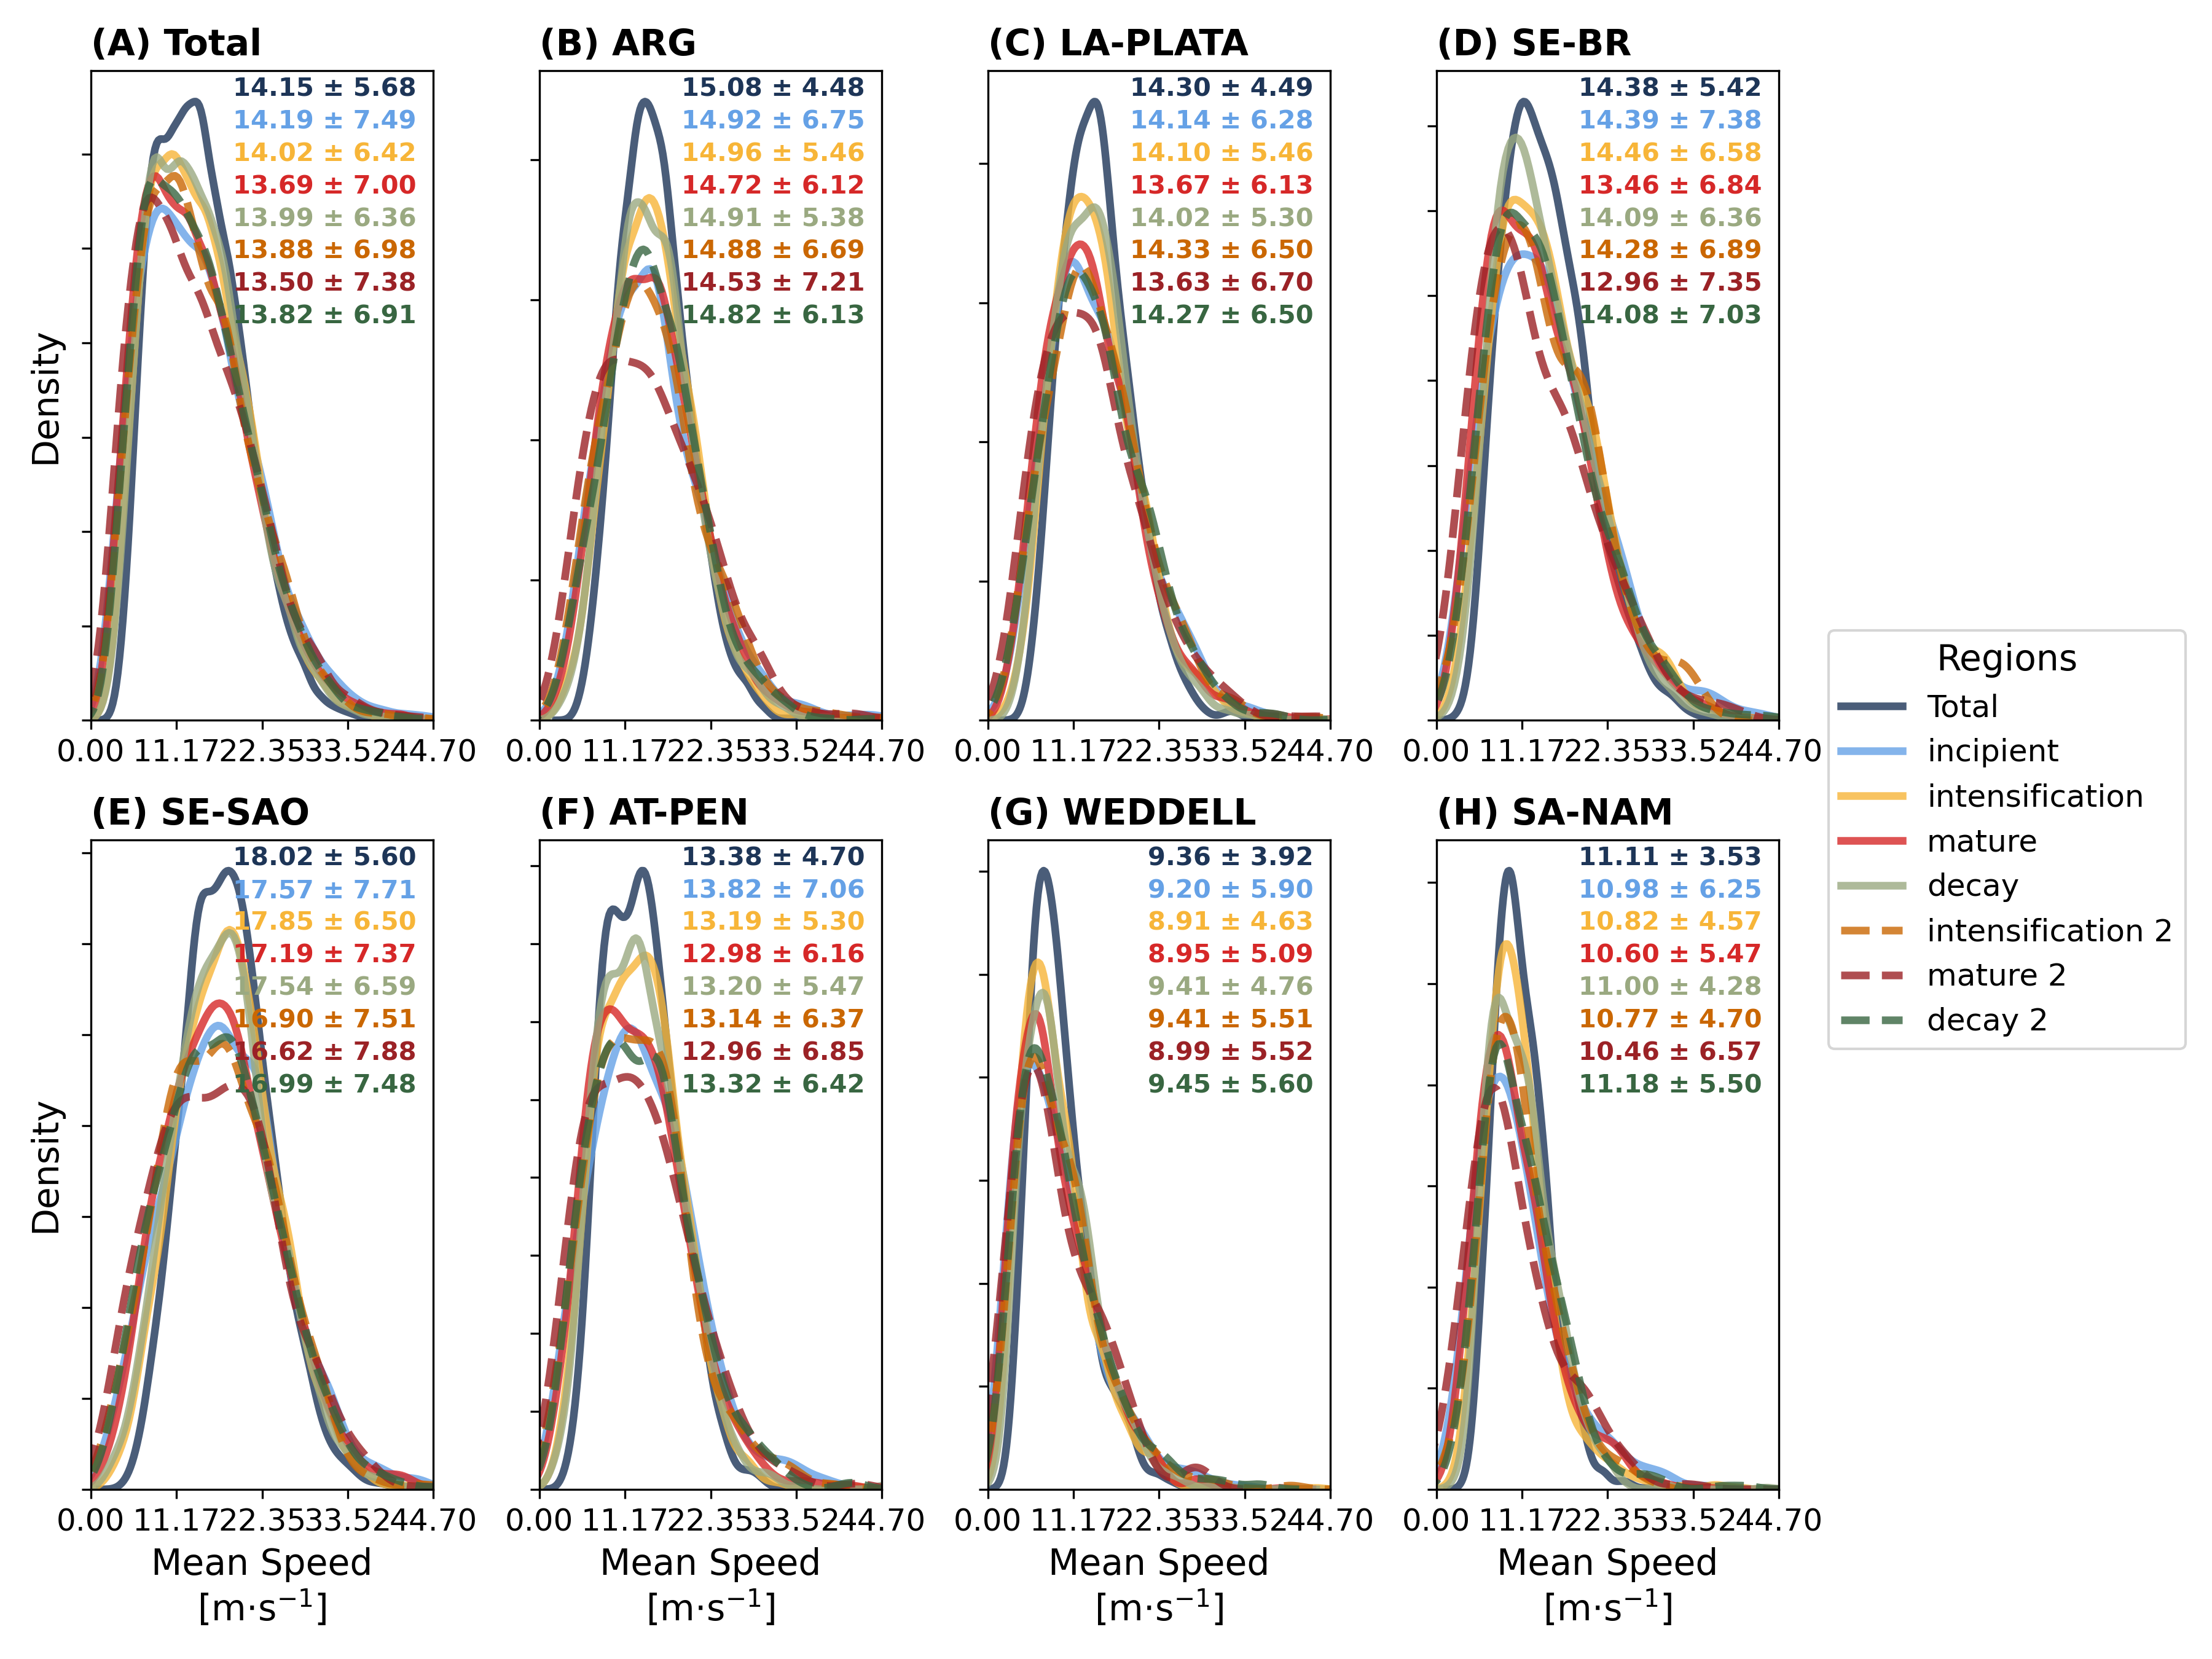 (A) Total
14.15 ± 5.68
14.19 ± 7.49
14.02 ± 6.42
13.69 ± 7.00
13.99 ± 6.36
13.88 ± 6.98
13.50 ± 7.38
13.82 ± 6.91
Density
0.00 11.17 22.35 33.52 44.70
(B) ARG
15.08 ± 4.48
14.92 ± 6.75
14.96 ± 5.46
14.72 ± 6.12
14.91 ± 5.38
14.88 ± 6.69
14.53 ± 7.21
14.82 ± 6.13
0.00 11.17 22.35 33.52 44.70
(C) LA-PLATA
14.30 ± 4.49
14.14 ± 6.28
14.10 ± 5.46
13.67 ± 6.13
14.02 ± 5.30
14.33 ± 6.50
13.63 ± 6.70
14.27 ± 6.50
0.00 11.17 22.35 33.52 44.70
(D) SE-BR
14.38 ± 5.42
14.39 ± 7.38
14.46 ± 6.58
13.46 ± 6.84
14.09 ± 6.36
14.28 ± 6.89
12.96 ± 7.35
14.08 ± 7.03
0.00 11.17 22.35 33.52 44.70
(E) SE-SAO
18.02 ± 5.60
17.57 ± 7.71
17.85 ± 6.50
17.19 ± 7.37
17.54 ± 6.59
16.90 ± 7.51
16.62 ± 7.88
16.99 ± 7.48
Density
0.00 11.17 22.35 33.52 44.70
Mean Speed
[m·s⁻¹]
(F) AT-PEN
13.38 ± 4.70
13.82 ± 7.06
13.19 ± 5.30
12.98 ± 6.16
13.20 ± 5.47
13.14 ± 6.37
12.96 ± 6.85
13.32 ± 6.42
0.00 11.17 22.35 33.52 44.70
Mean Speed
[m·s⁻¹]
(G) WEDDELL
9.36 ± 3.92
9.20 ± 5.90
8.91 ± 4.63
8.95 ± 5.09
9.41 ± 4.76
9.41 ± 5.51
8.99 ± 5.52
9.45 ± 5.60
0.00 11.17 22.35 33.52 44.70
Mean Speed
[m·s⁻¹]
(H) SA-NAM
11.11 ± 3.53
10.98 ± 6.25
10.82 ± 4.57
10.60 ± 5.47
11.00 ± 4.28
10.77 ± 4.70
10.46 ± 6.57
11.18 ± 5.50
0.00 11.17 22.35 33.52 44.70
Mean Speed
[m·s⁻¹]
Regions
Total
incipient
intensification
mature
decay
intensification 2
mature 2
decay 2